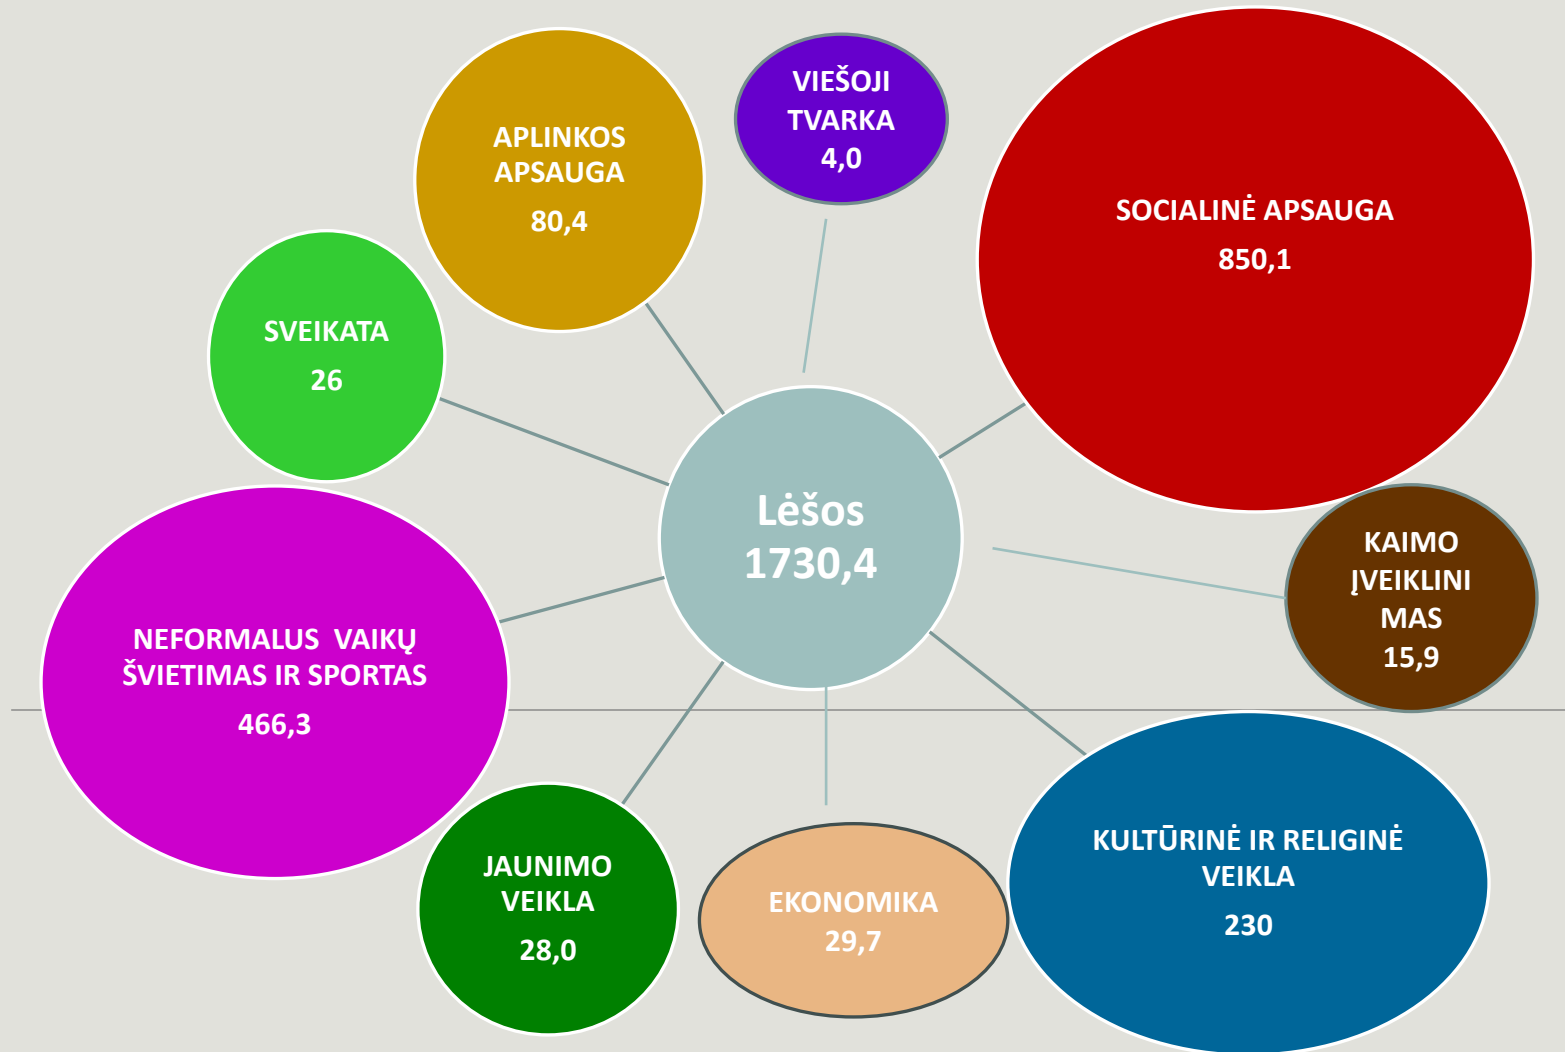 VIEŠOJI
TVARKA
4,0
APLINKOS
APSAUGA
80,4
SOCIALINĖ APSAUGA
850,1
SVEIKATA
26
Lėšos
1730,4
KAIMO
ĮVEIKLINI
MAS
15,9
NEFORMALUS  VAIKŲ
ŠVIETIMAS IR SPORTAS
466,3
KULTŪRINĖ IR RELIGINĖ
VEIKLA
230
JAUNIMO
VEIKLA
28,0
EKONOMIKA
29,7